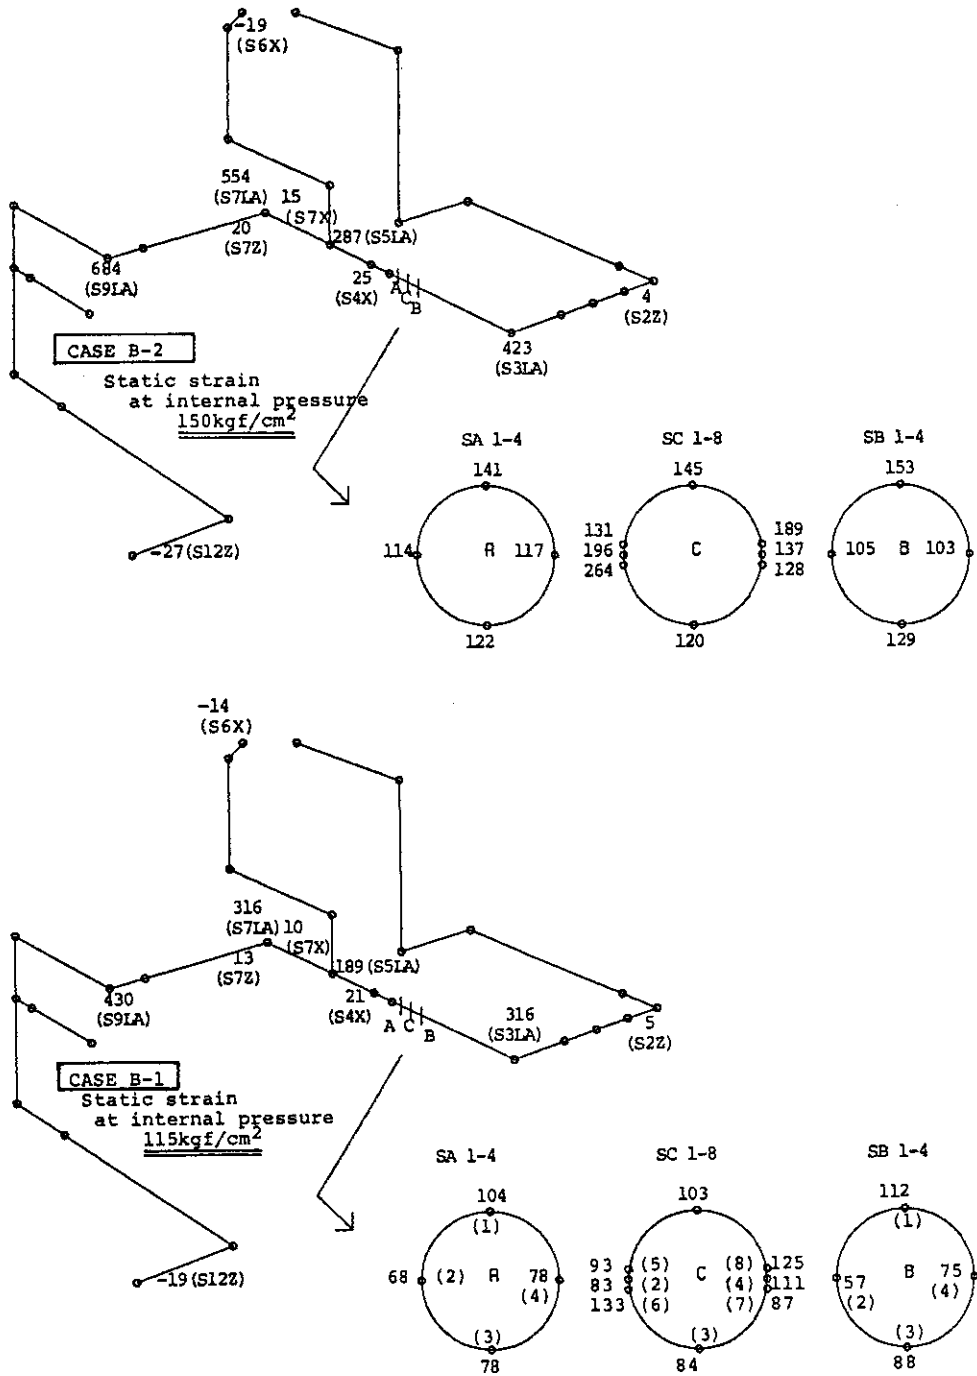 -19
(S6X)
554
(S7LA)
15
(S7X)
20
(S7Z)
287(S5LA)
684
(S9LA)
25
(S4X)
A
C
B
4
(S2Z)
423
(S3LA)
CASE B-2
Static strain
at internal pressure
150kgf/cm2
-27(S12Z)
SA 1-4
SC 1-8
SB 1-4
141
145
153
131
189
114
A
117
196
C
137
105
B
103
264
128
122
120
129
-14
(S6X)
316
(S7LA)
10
(S7X)
13
(S7Z)
189(S5LA)
430
(S9LA)
21
(S4X)
A
C
B
316
(S3LA)
5
(S2Z)
CASE B-1
Static strain
at internal pressure
115kgf/cm2
-19(S12Z)
SA 1-4
SC 1-8
SB 1-4
104
(1)
103
112
(1)
93
(5)
(8)
125
68
(2)
A
78
(4)
83
(2)
C
(4)
111
57
(2)
B
75
(4)
133
(6)
(7)
87
(3)
78
(3)
84
(3)
88